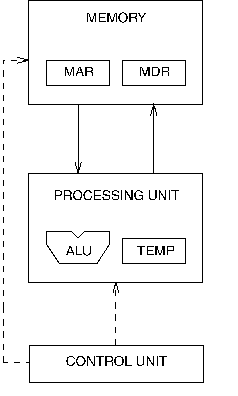 MEMORY
MAR MDR
PROCESSING UNIT
ALU TEMP
CONTROL UNIT